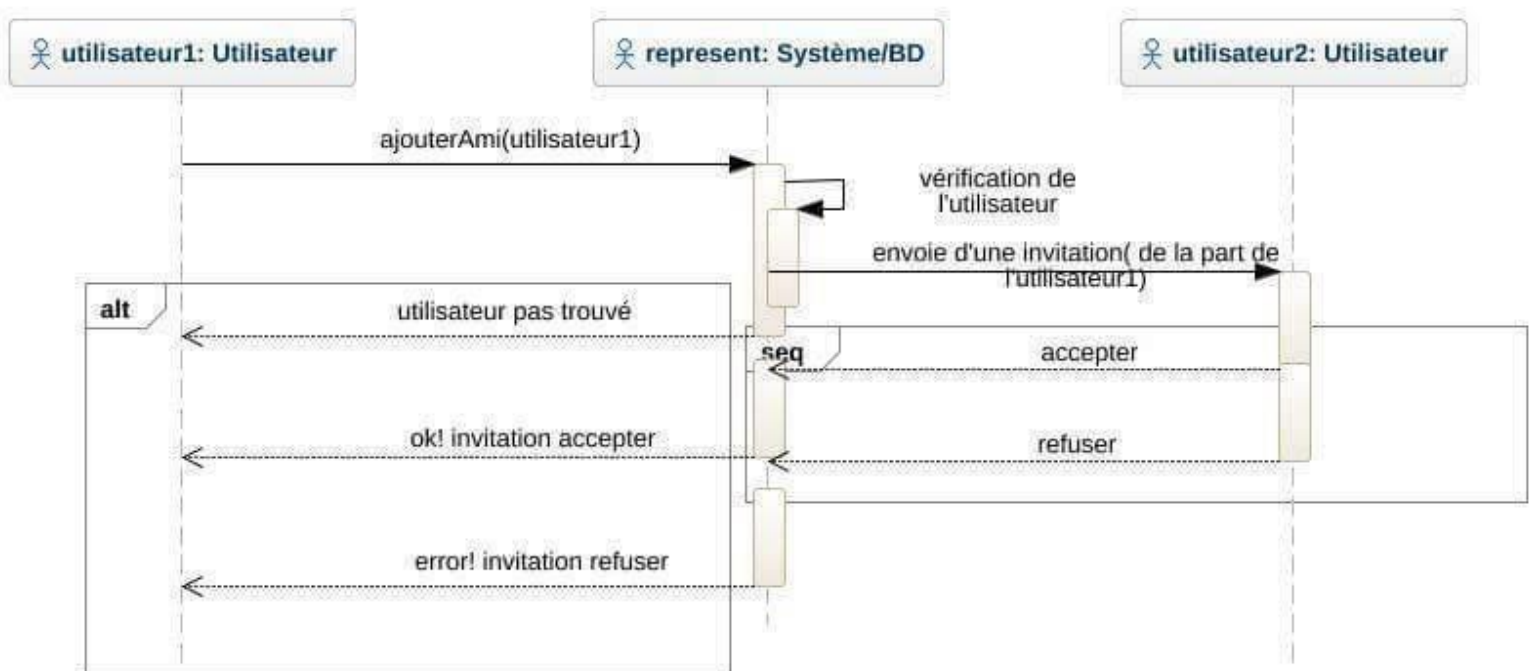 utilisateur1: Utilisateur
represent: Système/BD
utilisateur2: Utilisateur
ajouterAmi(utilisateur1)
vérification de
l'utilisateur
envoie d'une invitation( de la part de
l'utilisateur1)
alt
utilisateur pas trouvé
seq
accepter
ok! invitation accepter
refuser
error! invitation refuser